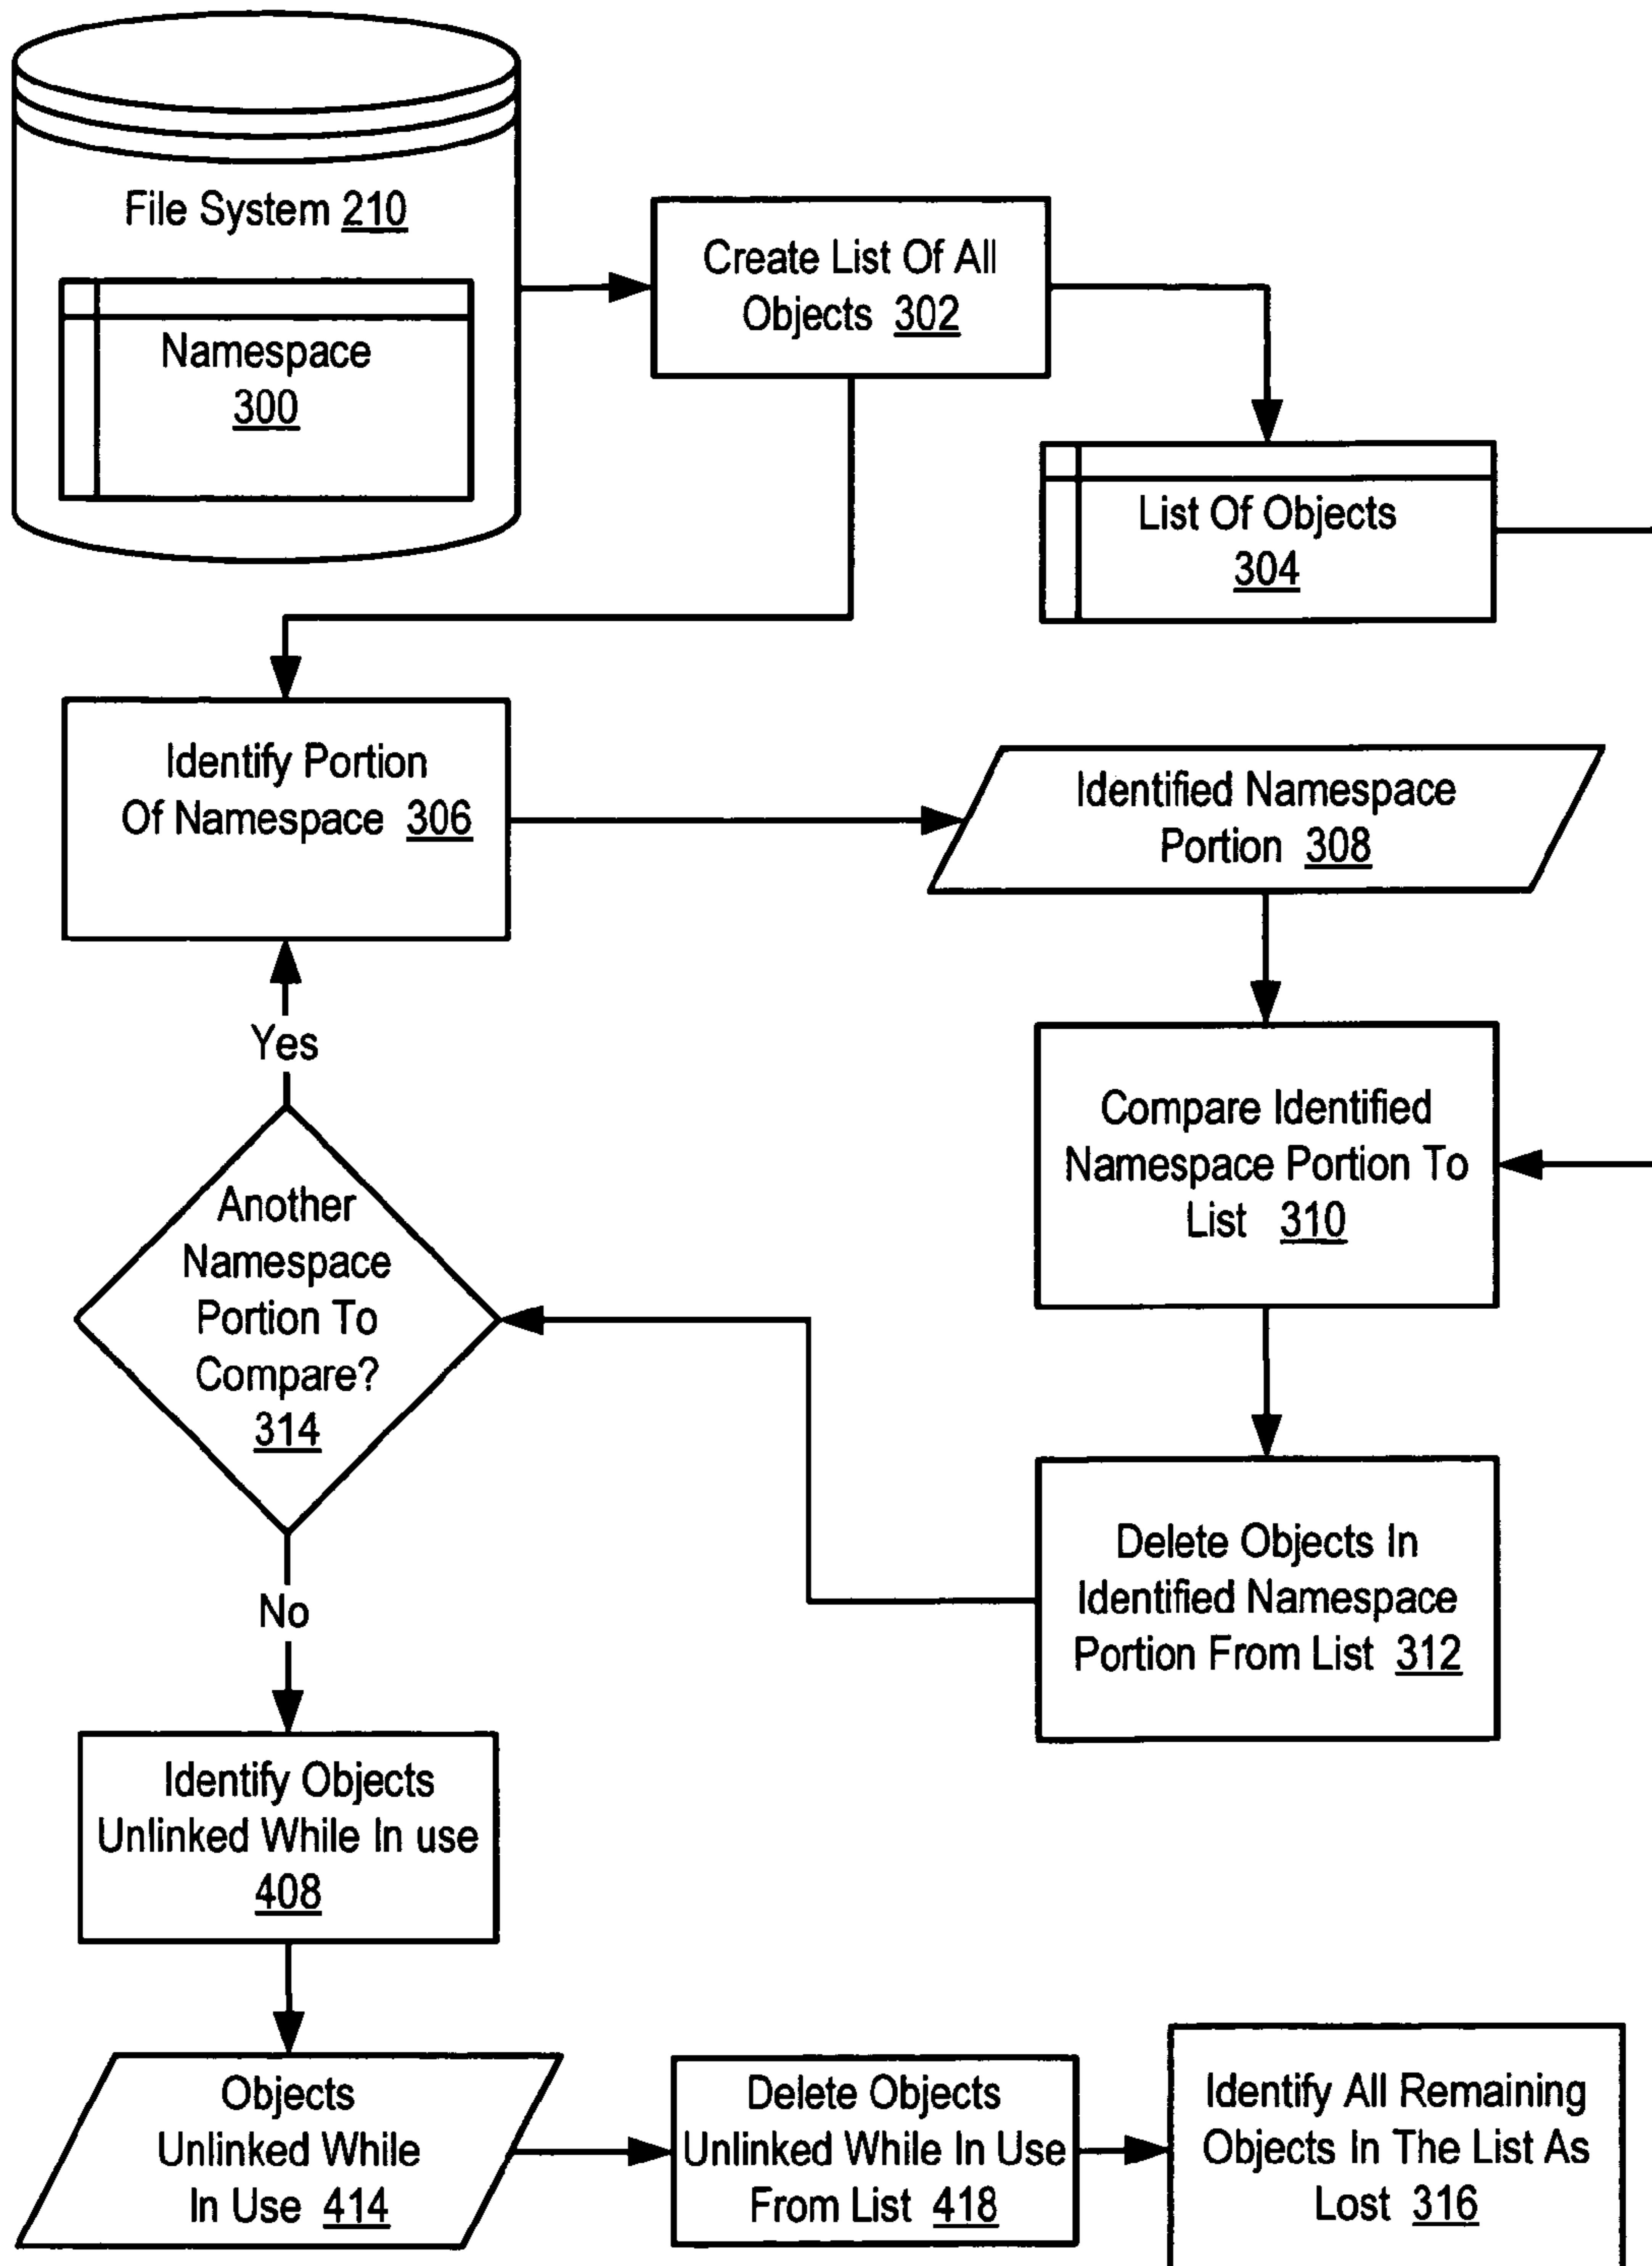 File System 210
Namespace
300
Create List Of All
Objects 302
List Of Objects
304
Identify Portion
Of Namespace 306
Identified Namespace
Portion 308
Yes
Compare Identified
Namespace Portion To
List 310
Another
Namespace
Portion To
Compare?
314
Delete Objects In
Identified Namespace
Portion From List 312
No
Identify Objects
Unlinked While In use
408
Objects
Unlinked While
In Use 414
Delete Objects
Unlinked While In Use
From List 418
Identify All Remaining
Objects In The List As
Lost 316